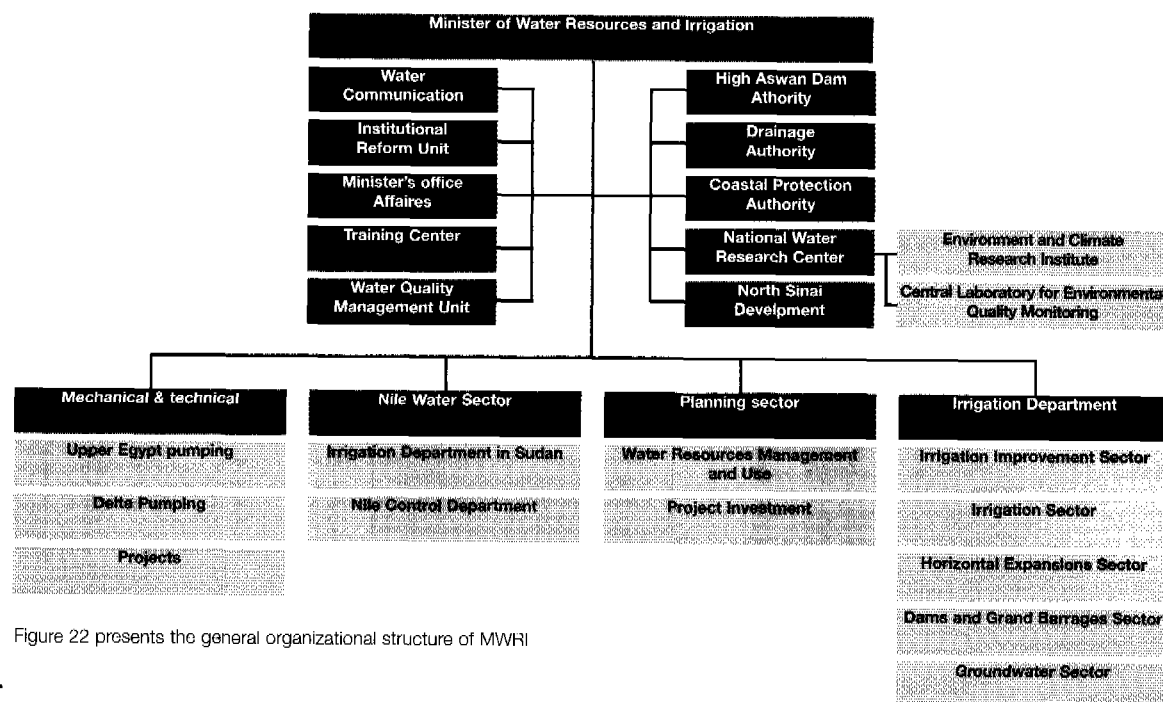 Minister of Water Resources and Irrigation
Water
Communication
Institutional
Reform Unit
Minister's office
Affaires
Training Center
Water Quality
Management Unit
High Aswan Dam
Athority
Drainage
Authority
Coastal Protection
Authority
National Water
Research Center
North Sinai
Develpment
Environment and Climate
Research Institute
Central Laboratory for Environmental
Quality Monitoring
Mechanical & technical
Upper Egypt pumping
Delta Pumping
Projects
Nile Water Sector
Irrigation Department in Sudan
Nile Control Department
Planning sector
Water Resources Management
and Use
Project Investment
Irrigation Department
Irrigation Improvement Sector
Irrigation Sector
Horizontal Expansions Sector
Dams and Grand Barrages Sector
Groundwater Sector
Figure 22 presents the general organizational structure of MWRI